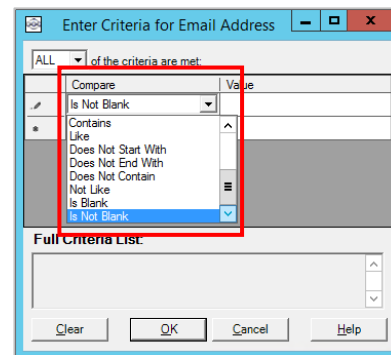 Enter Criteria for Email Address
ALL of the criteria are met:
Compare Value
Is Not Blank
Contains
Like
Does Not Start With
Does Not End With
Does Not Contain
Not Like
Is Blank
Is Not Blank
Full Criteria List:
Clear OK Cancel Help